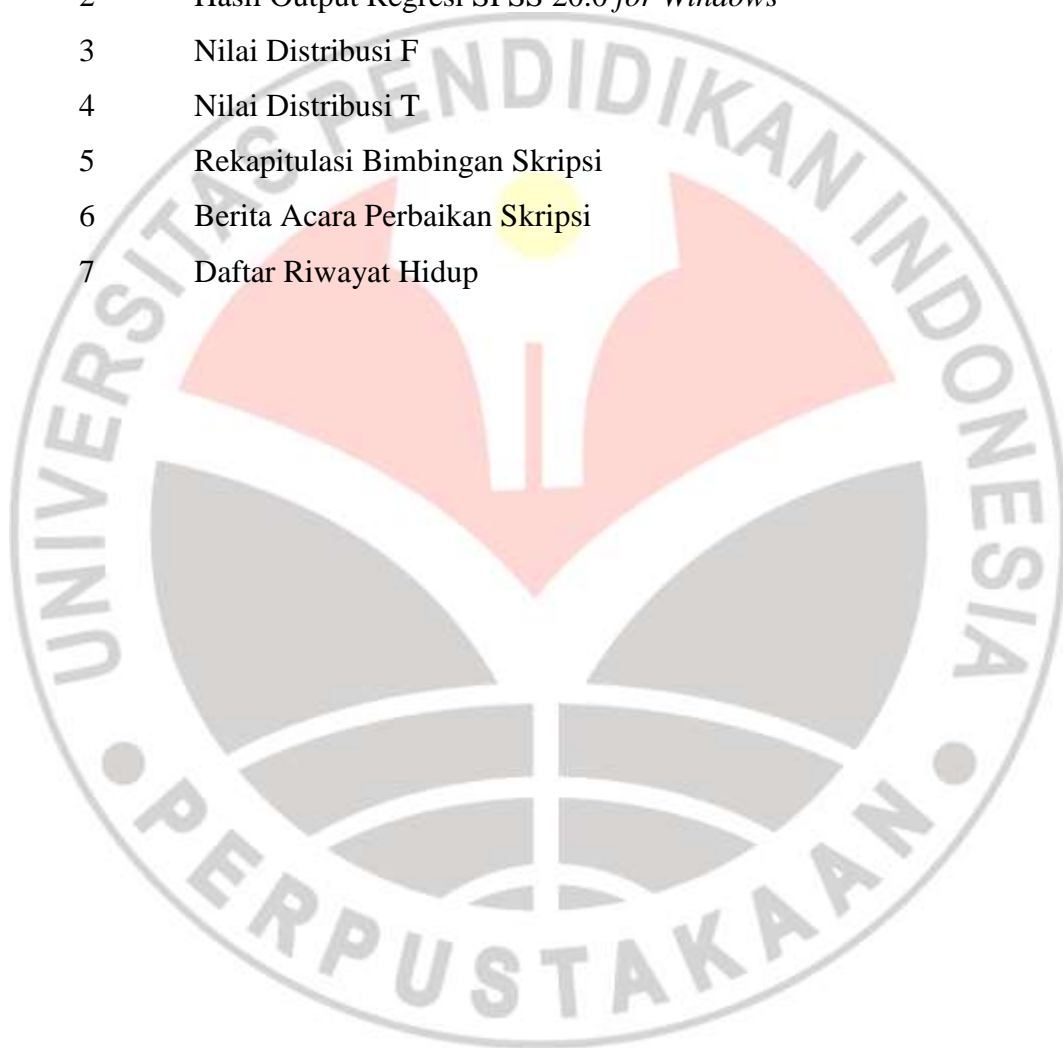 2 Hasil Output Regresi SPSS 20.0 for Windows
3 Nilai Distribusi F
4 Nilai Distribusi T
5 Rekapitulasi Bimbingan Skripsi
6 Berita Acara Perbaikan Skripsi
7 Daftar Riwayat Hidup
UNIVERSITAS PENDIDIKAN INDONESIA
PERPUSTAKAAN